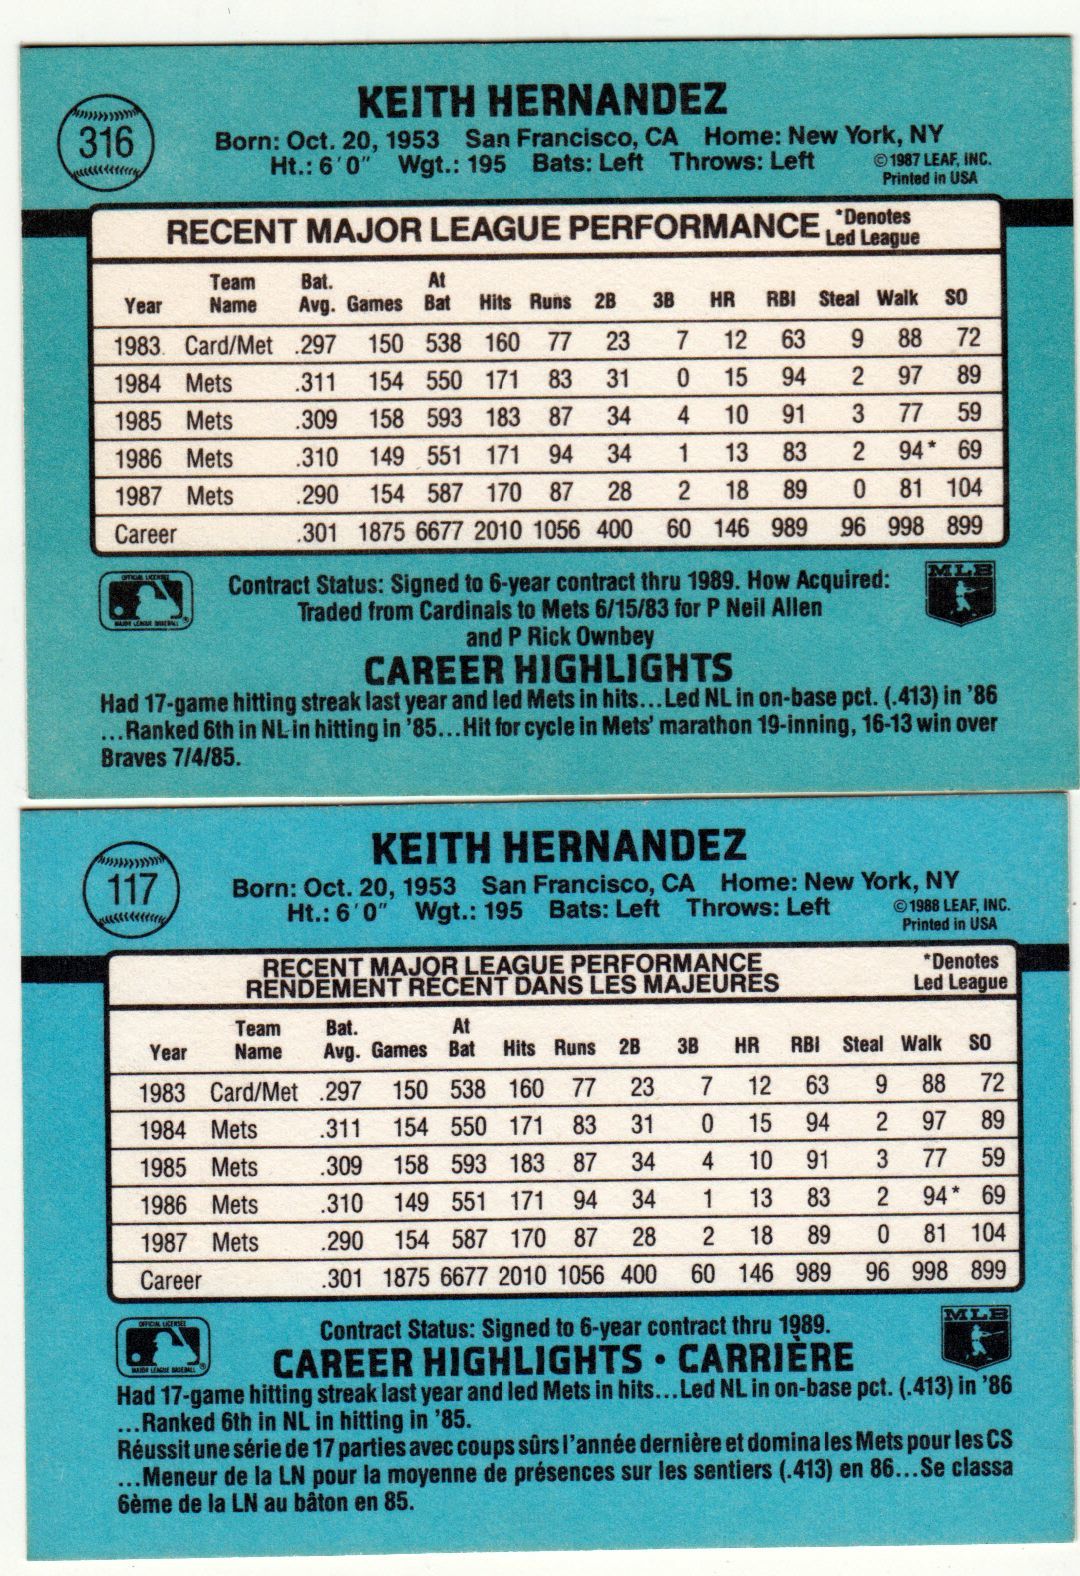 KEITH HERNANDEZ
316
Born: Oct. 20, 1953 San Francisco, CA Home: New York, NY
Ht.: 6′0″ Wgt.: 195 Bats: Left Throws: Left
©1987 LEAF, INC.
Printed in USA
RECENT MAJOR LEAGUE PERFORMANCE *Denotes Led League
Year Team Name Bat. Avg. Games At Bat Hits Runs 2B 3B HR RBI Steal Walk SO
1983 Card/Met .297 150 538 160 77 23 7 12 63 9 88 72
1984 Mets .311 154 550 171 83 31 0 15 94 2 97 89
1985 Mets .309 158 593 183 87 34 4 10 91 3 77 59
1986 Mets .310 149 551 171 94 34 1 13 83 2 94* 69
1987 Mets .290 154 587 170 87 28 2 18 89 0 81 104
Career .301 1875 6677 2010 1056 400 60 146 989 96 998 899
OFFICIAL LICENSEE
MAJOR LEAGUE BASEBALL ®
MLB
Contract Status: Signed to 6-year contract thru 1989. How Acquired:
Traded from Cardinals to Mets 6/15/83 for P Neil Allen
and P Rick Ownbey
CAREER HIGHLIGHTS
Had 17-game hitting streak last year and led Mets in hits...Led NL in on-base pct. (.413) in '86
...Ranked 6th in NL in hitting in '85...Hit for cycle in Mets' marathon 19-inning, 16-13 win over
Braves 7/4/85.
KEITH HERNANDEZ
117
Born: Oct. 20, 1953 San Francisco, CA Home: New York, NY
Ht.: 6′0″ Wgt.: 195 Bats: Left Throws: Left
©1988 LEAF, INC.
Printed in USA
RECENT MAJOR LEAGUE PERFORMANCE
RENDEMENT RECENT DANS LES MAJEURES
*Denotes
Led League
Year Team Name Bat. Avg. Games At Bat Hits Runs 2B 3B HR RBI Steal Walk SO
1983 Card/Met .297 150 538 160 77 23 7 12 63 9 88 72
1984 Mets .311 154 550 171 83 31 0 15 94 2 97 89
1985 Mets .309 158 593 183 87 34 4 10 91 3 77 59
1986 Mets .310 149 551 171 94 34 1 13 83 2 94* 69
1987 Mets .290 154 587 170 87 28 2 18 89 0 81 104
Career .301 1875 6677 2010 1056 400 60 146 989 96 998 899
OFFICIAL LICENSEE
MAJOR LEAGUE BASEBALL ®
MLB
Contract Status: Signed to 6-year contract thru 1989.
CAREER HIGHLIGHTS • CARRIÈRE
Had 17-game hitting streak last year and led Mets in hits...Led NL in on-base pct. (.413) in '86
...Ranked 6th in NL in hitting in '85.
Réussit une série de 17 parties avec coups sûrs l'année dernière et domina les Mets pour les CS
...Meneur de la LN pour la moyenne de présences sur les sentiers (.413) en 86...Se classa
6ème de la LN au bâton en 85.